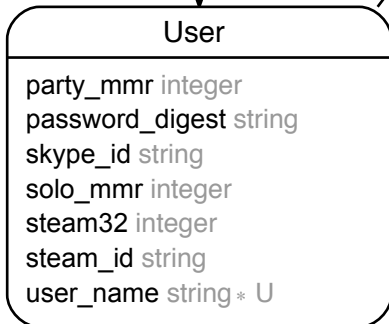 User
party_mmr integer
password_digest string
skype_id string
solo_mmr integer
steam32 integer
steam_id string
user_name string ∗ U